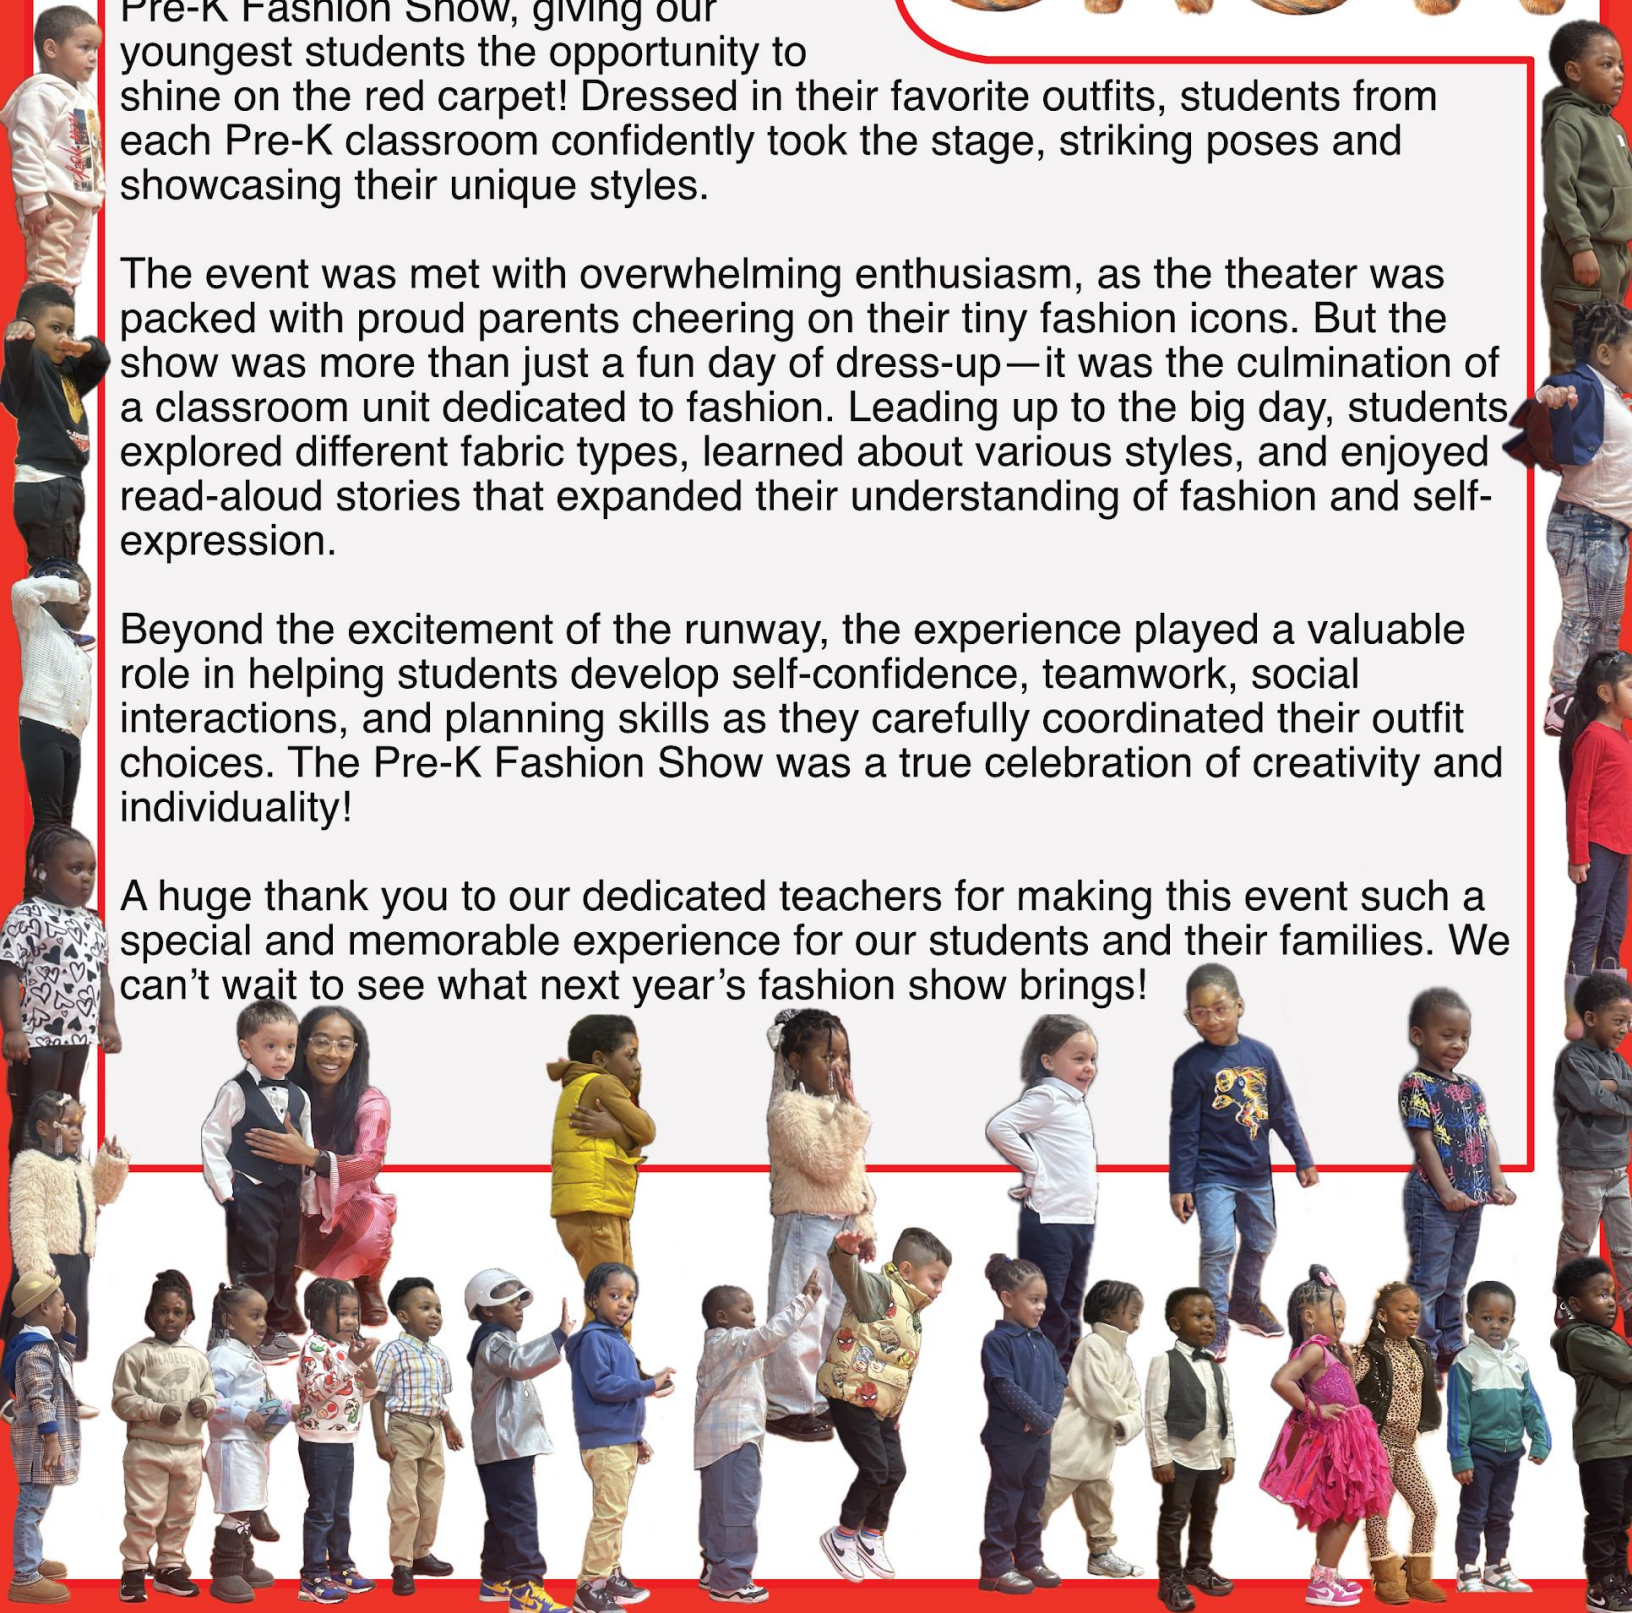 Pre-K Fashion Show, giving our
youngest students the opportunity to
shine on the red carpet! Dressed in their favorite outfits, students from
each Pre-K classroom confidently took the stage, striking poses and
showcasing their unique styles.
The event was met with overwhelming enthusiasm, as the theater was
packed with proud parents cheering on their tiny fashion icons. But the
show was more than just a fun day of dress-up—it was the culmination of
a classroom unit dedicated to fashion. Leading up to the big day, students
explored different fabric types, learned about various styles, and enjoyed
read-aloud stories that expanded their understanding of fashion and self-
expression.
Beyond the excitement of the runway, the experience played a valuable
role in helping students develop self-confidence, teamwork, social
interactions, and planning skills as they carefully coordinated their outfit
choices. The Pre-K Fashion Show was a true celebration of creativity and
individuality!
A huge thank you to our dedicated teachers for making this event such a
special and memorable experience for our students and their families. We
can't wait to see what next year's fashion show brings!